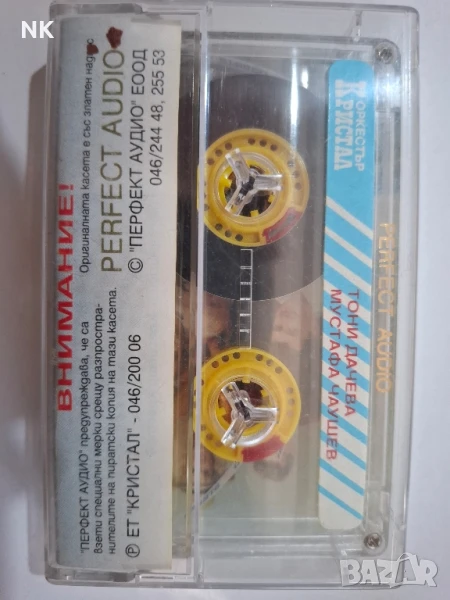 NK
ВНИМАНИЕ!
Оригиналната касета е със златен надпис
PERFECT AUDIO
© "ПЕРФЕКТ АУДИО" ЕООД
046/244 48, 255 53
"ПЕРФЕКТ АУДИО" предупреждава, че са
взети специални мерки срещу разпростра-
нителите на пиратски копия на тази касета.
Ⓟ ЕТ "КРИСТАЛ" - 046/200 06
ОРКЕСТЪР
КРИСТАЛ
PERFECT AUDIO
ТОНИ ДАЧЕВА
МУСТАФА ЧАУШЕВ
BAZAR